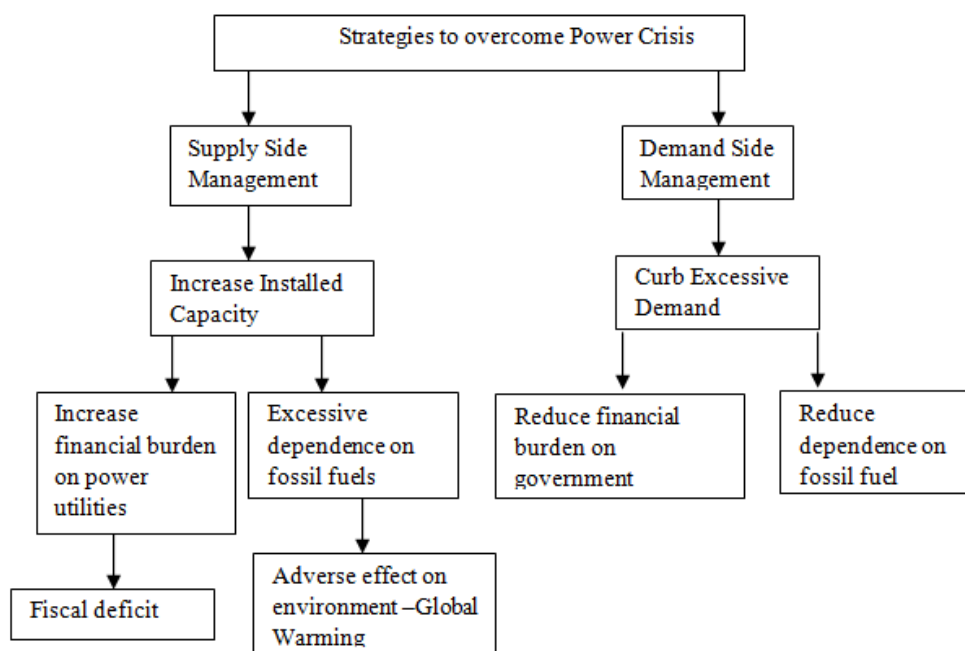 Strategies to overcome Power Crisis
Supply Side
Management
Demand Side
Management
Increase Installed
Capacity
Curb Excessive
Demand
Increase
financial burden
on power
utilities
Excessive
dependence on
fossil fuels
Reduce financial
burden on
government
Reduce
dependence on
fossil fuel
Fiscal deficit
Adverse effect on
environment –Global
Warming